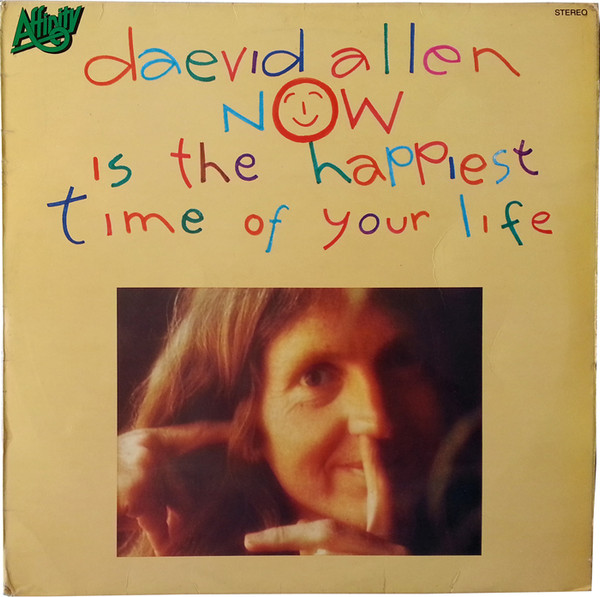 Affinity
STEREO
daevid allen
NOW
is the happiest
time of your life